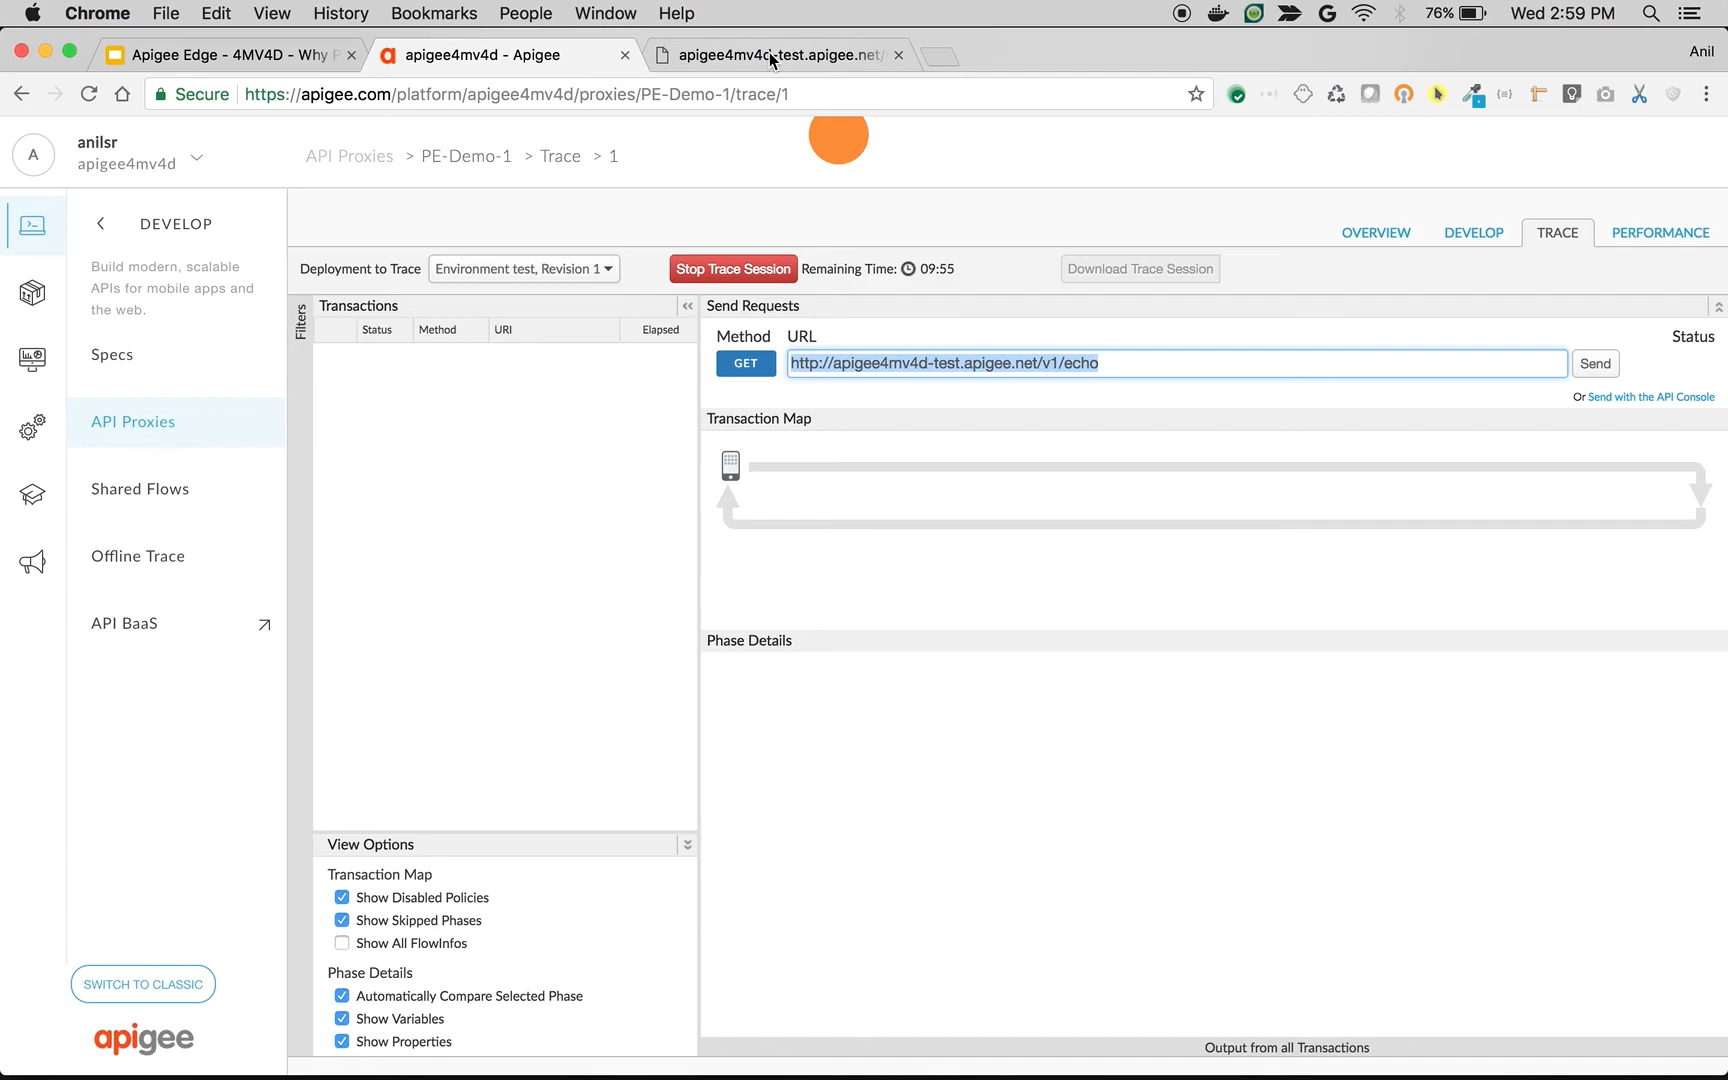 Chrome File Edit View History Bookmarks People Window Help 76% Wed 2:59 PM
Apigee Edge - 4MV4D - Why P
apigee4mv4d - Apigee
apigee4mv4d-test.apigee.net/
Anil
Secure https://apigee.com/platform/apigee4mv4d/proxies/PE-Demo-1/trace/1
A
anilsr
apigee4mv4d
API Proxies > PE-Demo-1 > Trace > 1
DEVELOP
Build modern, scalable
APIs for mobile apps and
the web.
Specs
API Proxies
Shared Flows
Offline Trace
API BaaS
SWITCH TO CLASSIC
apigee
OVERVIEW DEVELOP TRACE PERFORMANCE
Deployment to Trace Environment test, Revision 1 Stop Trace Session Remaining Time: 09:55 Download Trace Session
Filters
Transactions
Status Method URI Elapsed
Send Requests
Method URL Status
GET http://apigee4mv4d-test.apigee.net/v1/echo Send
Or Send with the API Console
Transaction Map
Phase Details
View Options
Transaction Map
Show Disabled Policies
Show Skipped Phases
Show All FlowInfos
Phase Details
Automatically Compare Selected Phase
Show Variables
Show Properties
Output from all Transactions